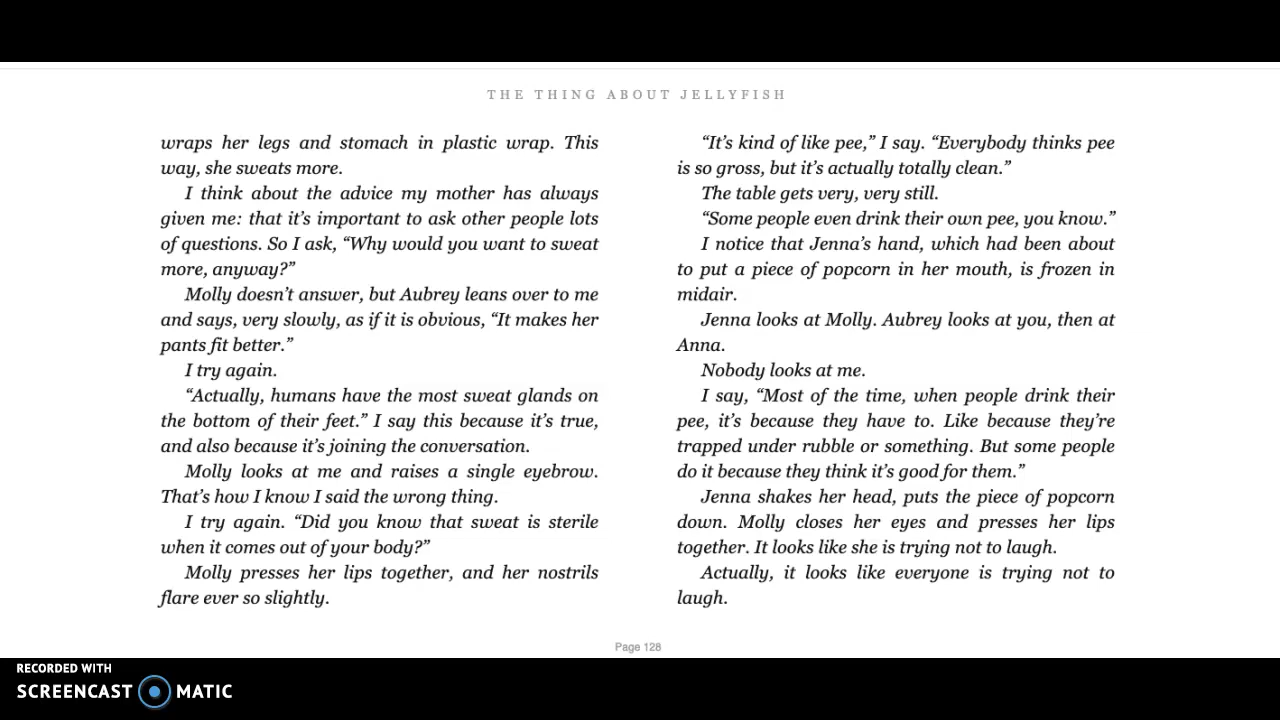 THE THING ABOUT JELLYFISH
wraps her legs and stomach in plastic wrap. This
way, she sweats more.
I think about the advice my mother has always
given me: that it’s important to ask other people lots
of questions. So I ask, “Why would you want to sweat
more, anyway?”
Molly doesn’t answer, but Aubrey leans over to me
and says, very slowly, as if it is obvious, “It makes her
pants fit better.”
I try again.
“Actually, humans have the most sweat glands on
the bottom of their feet.” I say this because it’s true,
and also because it’s joining the conversation.
Molly looks at me and raises a single eyebrow.
That’s how I know I said the wrong thing.
I try again. “Did you know that sweat is sterile
when it comes out of your body?”
Molly presses her lips together, and her nostrils
flare ever so slightly.
“It’s kind of like pee,” I say. “Everybody thinks pee
is so gross, but it’s actually totally clean.”
The table gets very, very still.
“Some people even drink their own pee, you know.”
I notice that Jenna’s hand, which had been about
to put a piece of popcorn in her mouth, is frozen in
midair.
Jenna looks at Molly. Aubrey looks at you, then at
Anna.
Nobody looks at me.
I say, “Most of the time, when people drink their
pee, it’s because they have to. Like because they’re
trapped under rubble or something. But some people
do it because they think it’s good for them.”
Jenna shakes her head, puts the piece of popcorn
down. Molly closes her eyes and presses her lips
together. It looks like she is trying not to laugh.
Actually, it looks like everyone is trying not to
laugh.
Page 128
RECORDED WITH
SCREENCAST MATIC